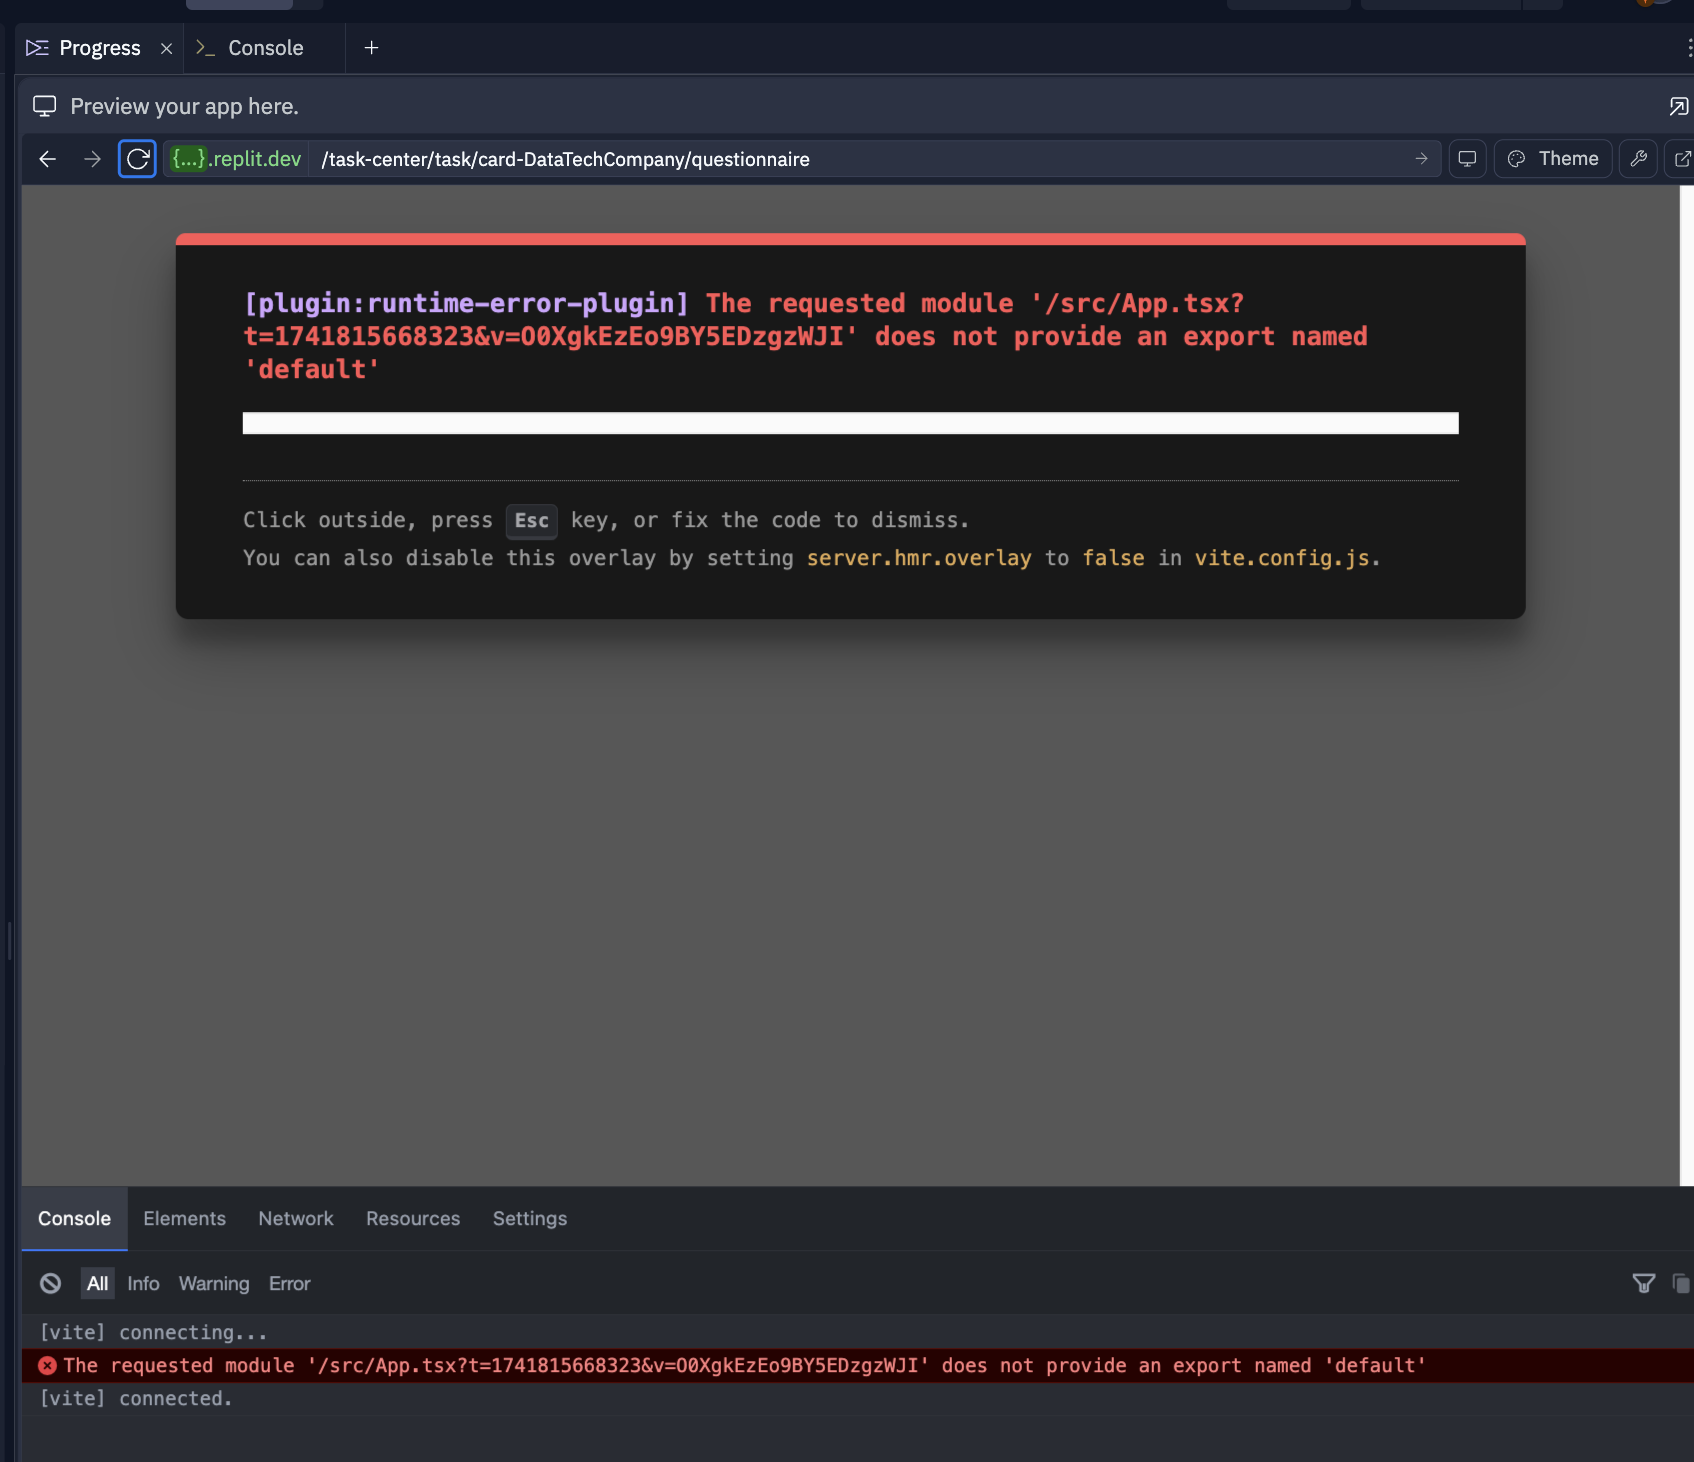 Progress
Console
Preview your app here.
{...}.replit.dev /task-center/task/card-DataTechCompany/questionnaire
Theme
[plugin:runtime-error-plugin] The requested module '/src/App.tsx?
t=1741815668323&v=O0XgkEzEo9BY5EDzgzWJI' does not provide an export named
'default'
Click outside, press Esc key, or fix the code to dismiss.
You can also disable this overlay by setting server.hmr.overlay to false in vite.config.js.
Console Elements Network Resources Settings
All Info Warning Error
[vite] connecting...
The requested module '/src/App.tsx?t=1741815668323&v=O0XgkEzEo9BY5EDzgzWJI' does not provide an export named 'default'
[vite] connected.